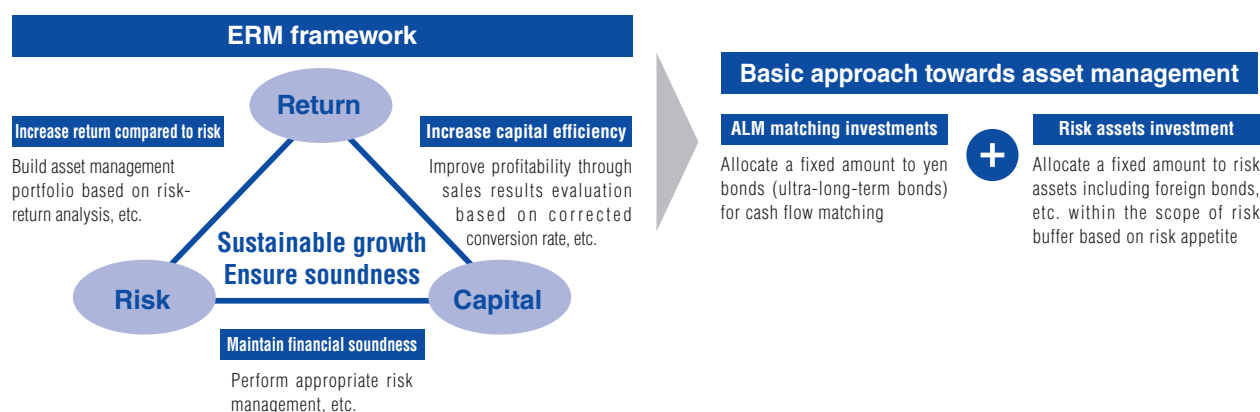 ERM framework
Return
Increase return compared to risk
Build asset management
portfolio based on risk-
return analysis, etc.
Increase capital efficiency
Improve profitability through
sales results evaluation
based on corrected
conversion rate, etc.
Sustainable growth
Ensure soundness
Risk
Capital
Maintain financial soundness
Perform appropriate risk
management, etc.
Basic approach towards asset management
ALM matching investments
Allocate a fixed amount to yen
bonds (ultra-long-term bonds)
for cash flow matching
+
Risk assets investment
Allocate a fixed amount to risk
assets including foreign bonds,
etc. within the scope of risk
buffer based on risk appetite